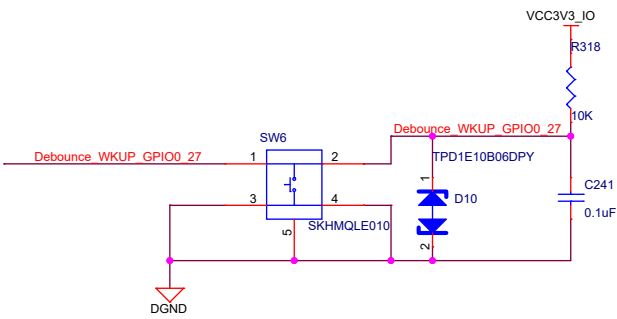 VCC3V3_IO
R318
10K
Debounce_WKUP_GPIO0_27
SW6
Debounce_WKUP_GPIO0_27
1
2
TPD1E10B06DPY
1
D10
C241
3
4
0.1uF
SKHMQLE010
5
2
DGND